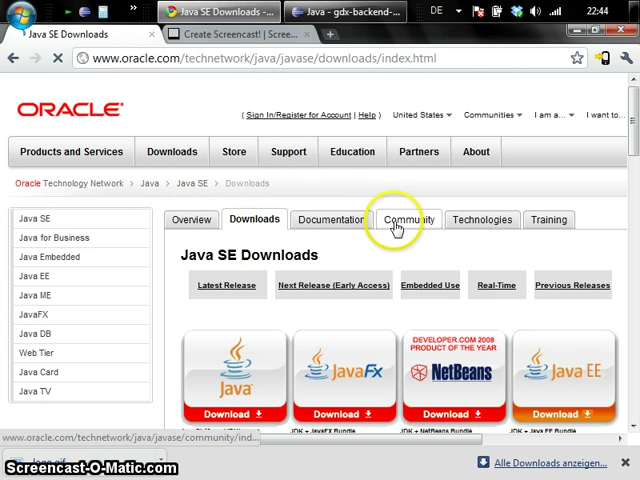 Java SE Downloads - ...
Java - gdx-backend-...
DE
22:44
Java SE Downloads
Create Screencast! | Scree...
www.oracle.com/technetwork/java/javase/downloads/index.html
ORACLE
( Sign In/Register for Account | Help )
United States
Communities
I am a...
I want to...
Products and Services
Downloads
Store
Support
Education
Partners
About
Oracle Technology Network > Java > Java SE > Downloads
Java SE
Java for Business
Java Embedded
Java EE
Java ME
JavaFX
Java DB
Web Tier
Java Card
Java TV
Overview
Downloads
Documentation
Community
Technologies
Training
Java SE Downloads
Latest Release
Next Release (Early Access)
Embedded Use
Real-Time
Previous Releases
Java
Download
JavaFX
Download
DEVELOPER.COM 2008
PRODUCT OF THE YEAR
NetBeans
Download
Java EE
Download
JDK + JavaFX Bundle
JDK + NetBeans Bundle
JDK + Java EE Bundle
www.oracle.com/technetwork/java/javase/community/ind...
Alle Downloads anzeigen...
Screencast-O-Matic.com